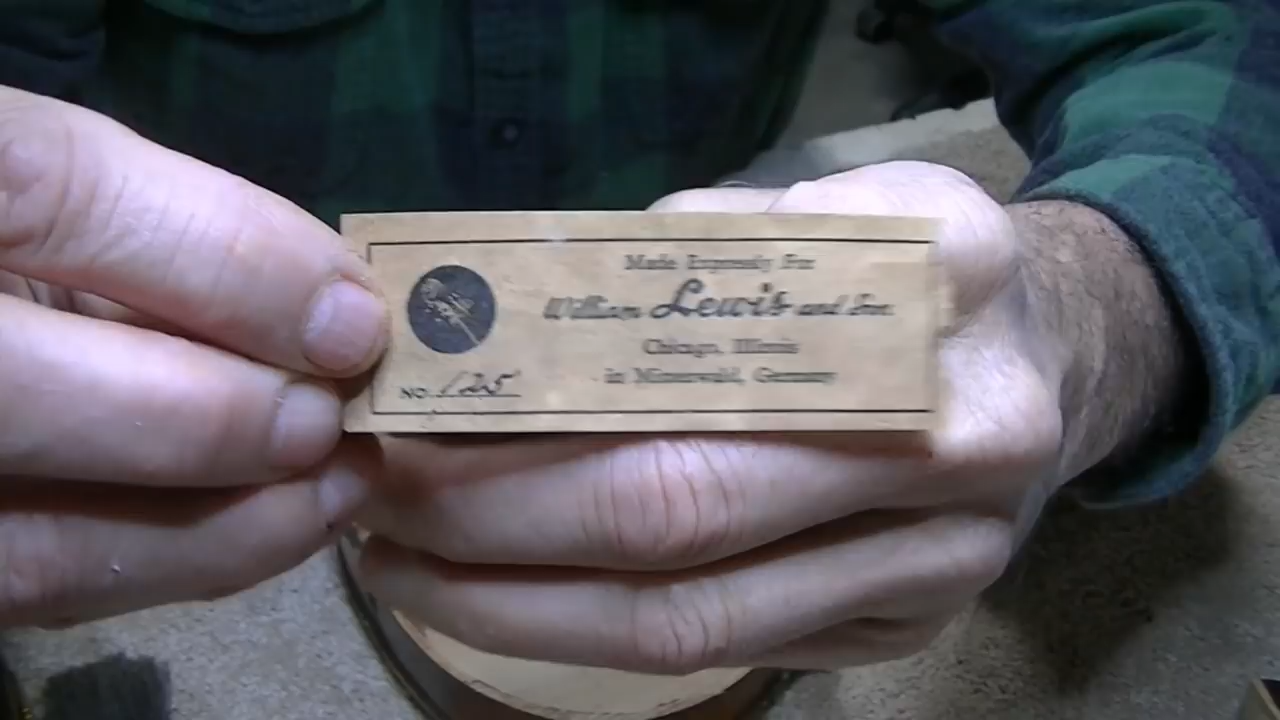 Made Expressly For
William Lewis and Son
Chicago, Illinois
in Mittenwald, Germany
No. 125